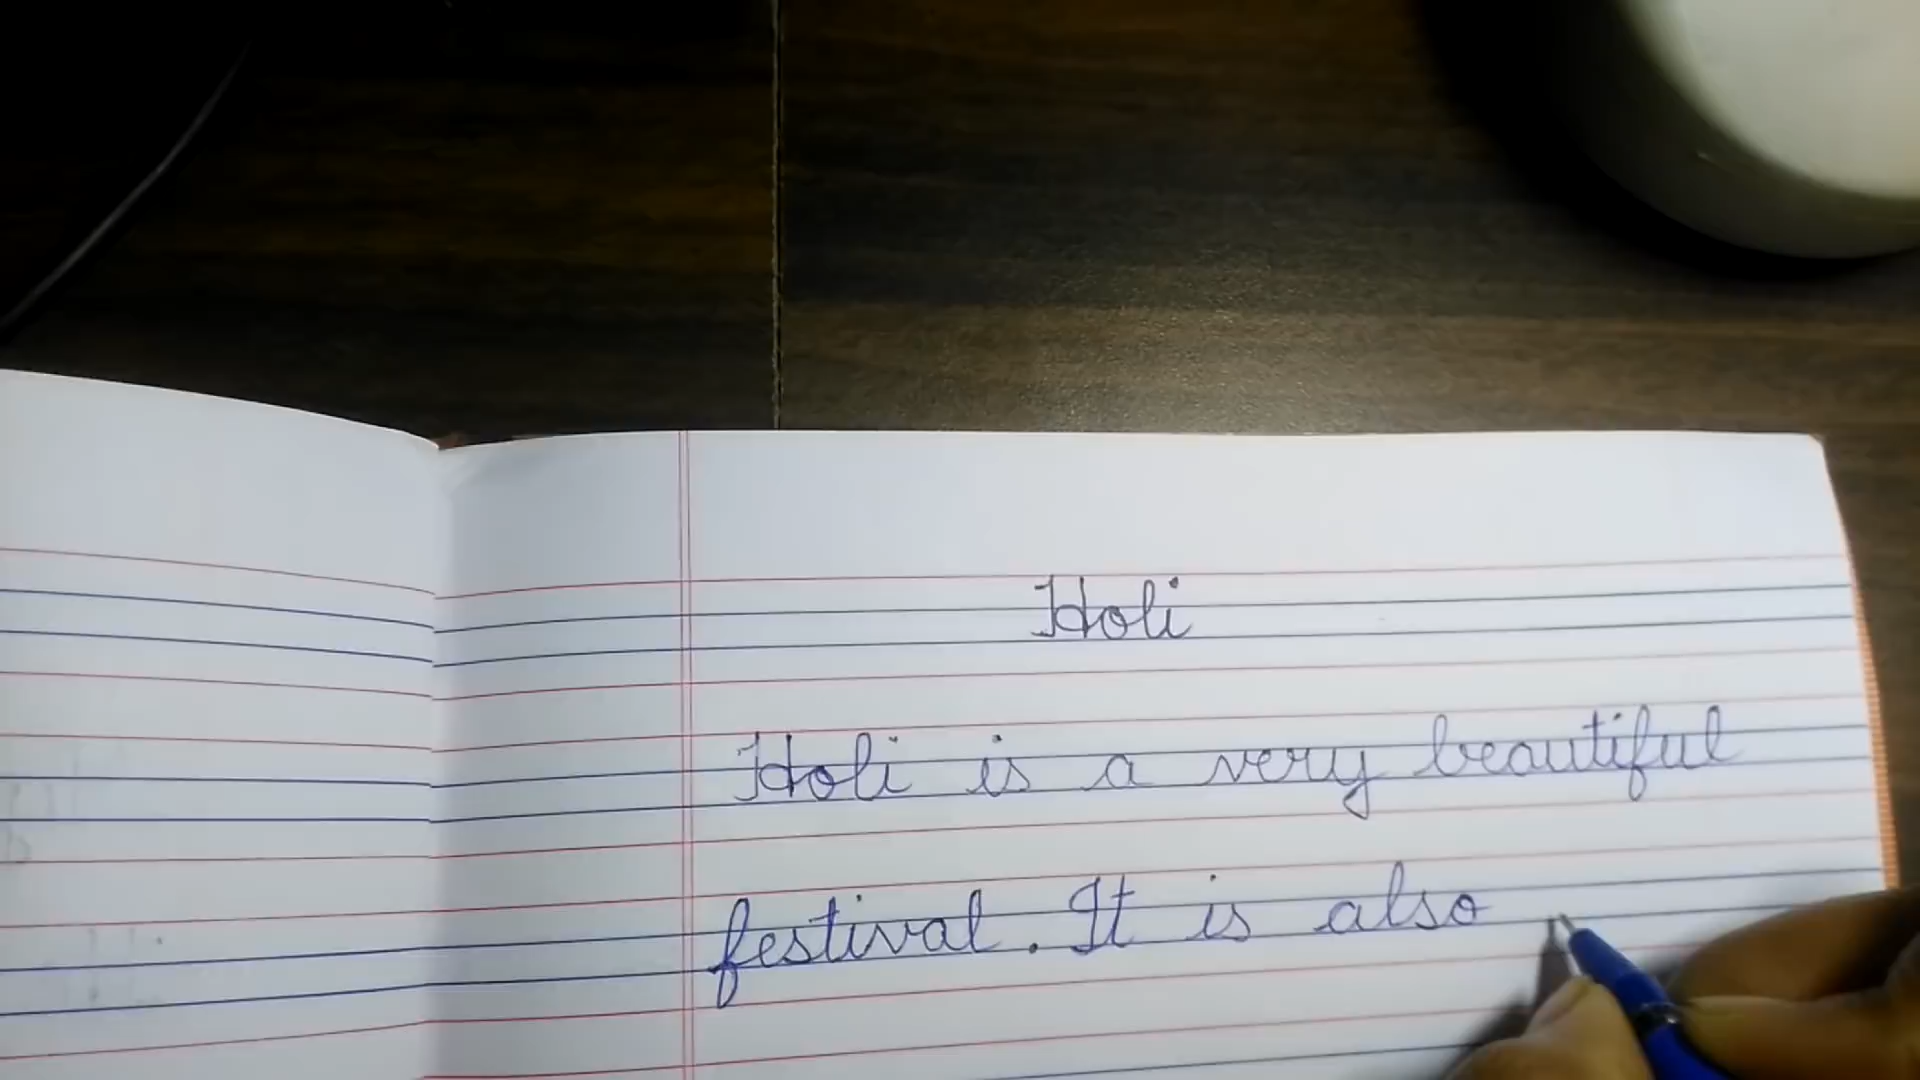 Holi
Holi is a very beautiful
festival. It is also